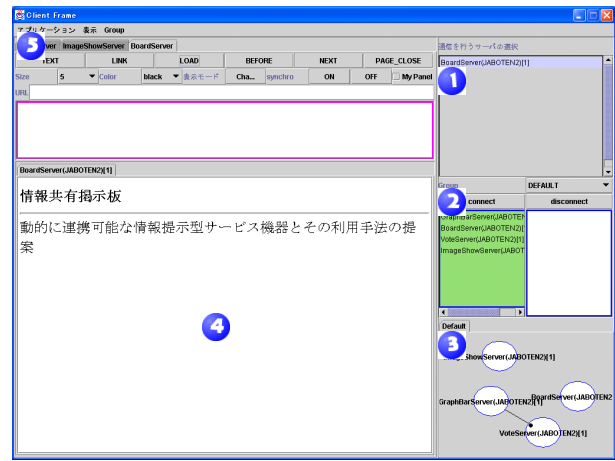 Client Frame
アプリケーション 表示 Group
ImageShowServer BoardServer
LINK LOAD BEFORE NEXT PAGE_CLOSE
Size 5 Color black 表示モード Cha... synchro ON OFF My Panel
URL
BoardServer(JABOTEN2)[1]
情報共有掲示板
動的に連携可能な情報提示型サービス機器とその利用手法の提
案
4
5
通信を行うサーバの選択
BoardServer(JABOTEN2)[1]
1
Group DEFAULT
2
connect disconnect
GraphBarServer(JABOTEN
BoardServer(JABOTEN2)[
VoteServer(JABOTEN2)[1]
ImageShowServer(JABOT
Default
3
ShowServer(JABOTEN2)[1]
GraphBarServer(JABOTEN2)[1]
BoardServer(JABOTEN2
VoteServer(JABOTEN2)[1]